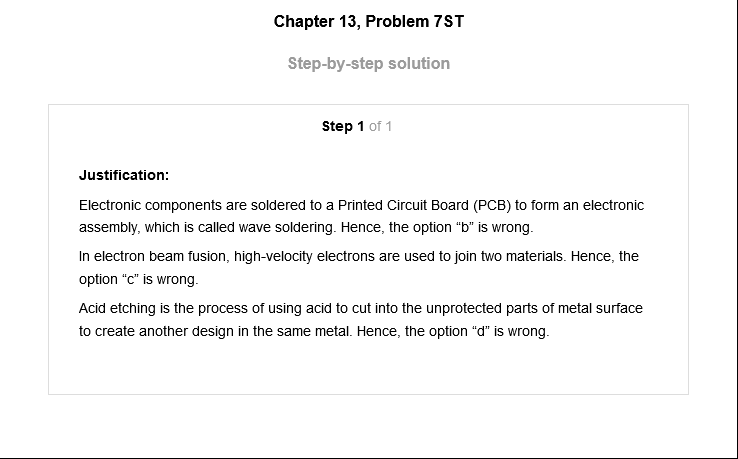 Chapter 13, Problem 7ST
Step-by-step solution
Step 1 of 1
Justification:
Electronic components are soldered to a Printed Circuit Board (PCB) to form an electronic
assembly, which is called wave soldering. Hence, the option “b” is wrong.
In electron beam fusion, high-velocity electrons are used to join two materials. Hence, the
option “c” is wrong.
Acid etching is the process of using acid to cut into the unprotected parts of metal surface
to create another design in the same metal. Hence, the option “d” is wrong.